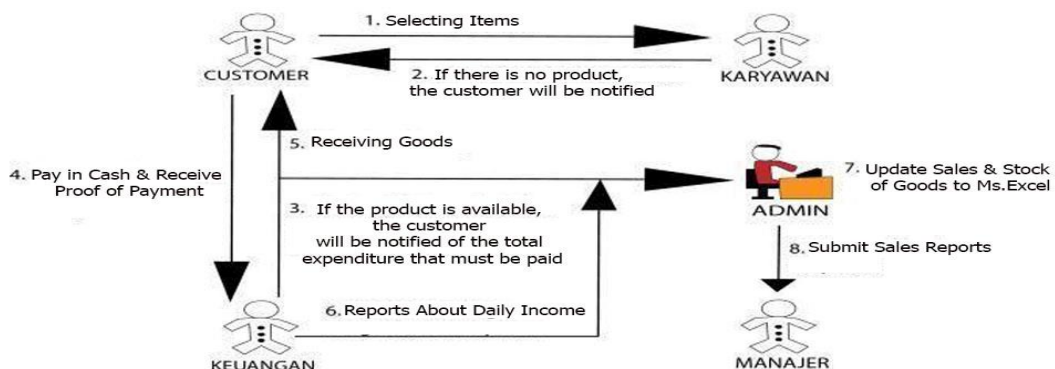 1. Selecting Items
CUSTOMER
KARYAWAN
2. If there is no product,
the customer will be notified
5. Receiving Goods
4. Pay in Cash & Receive
Proof of Payment
7. Update Sales & Stock
of Goods to Ms.Excel
ADMIN
3. If the product is available,
the customer
will be notified of the total
expenditure that must be paid
8. Submit Sales Reports
6. Reports About Daily Income
KEUANGAN
MANAJER